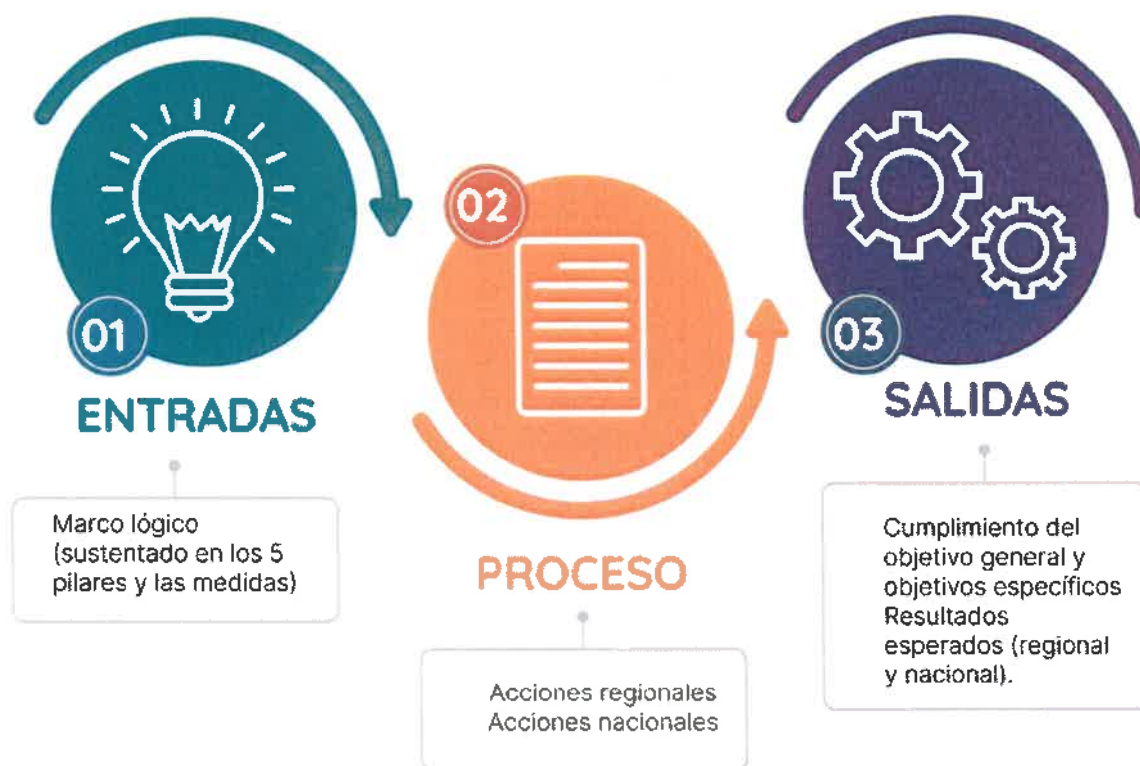 01
ENTRADAS
Marco lógico
(sustentado en los 5
pilares y las medidas)
02
PROCESO
Acciones regionales
Acciones nacionales
03
SALIDAS
Cumplimiento del
objetivo general y
objetivos específicos
Resultados
esperados (regional
y nacional).